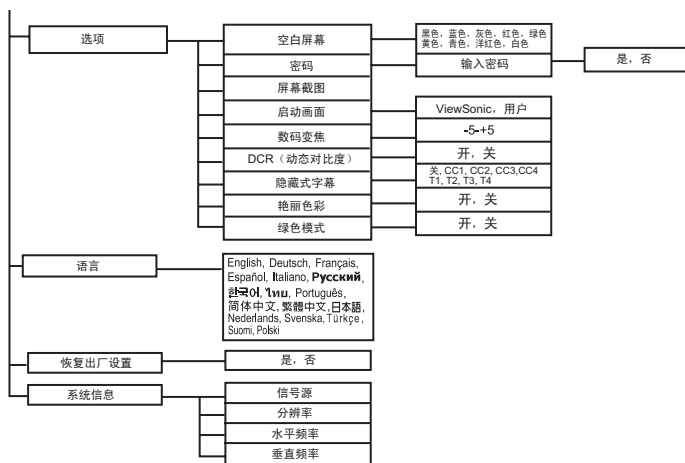 选项
空白屏幕
黑色，蓝色，灰色，红色，绿色
黄色，青色，洋红色，白色
密码
输入密码
是，否
屏幕截图
启动画面
ViewSonic，用户
数码变焦
-5-+5
DCR（动态对比度）
开，关
隐藏式字幕
关, CC1, CC2, CC3,CC4
T1, T2, T3, T4
艳丽色彩
开，关
绿色模式
开，关
语言
English, Deutsch, Français,
Español, Italiano, Русский,
한국어, ไทย, Português,
简体中文, 繁體中文, 日本語,
Nederlands, Svenska, Türkçe,
Suomi, Polski
恢复出厂设置
是，否
系统信息
信号源
分辨率
水平频率
垂直频率